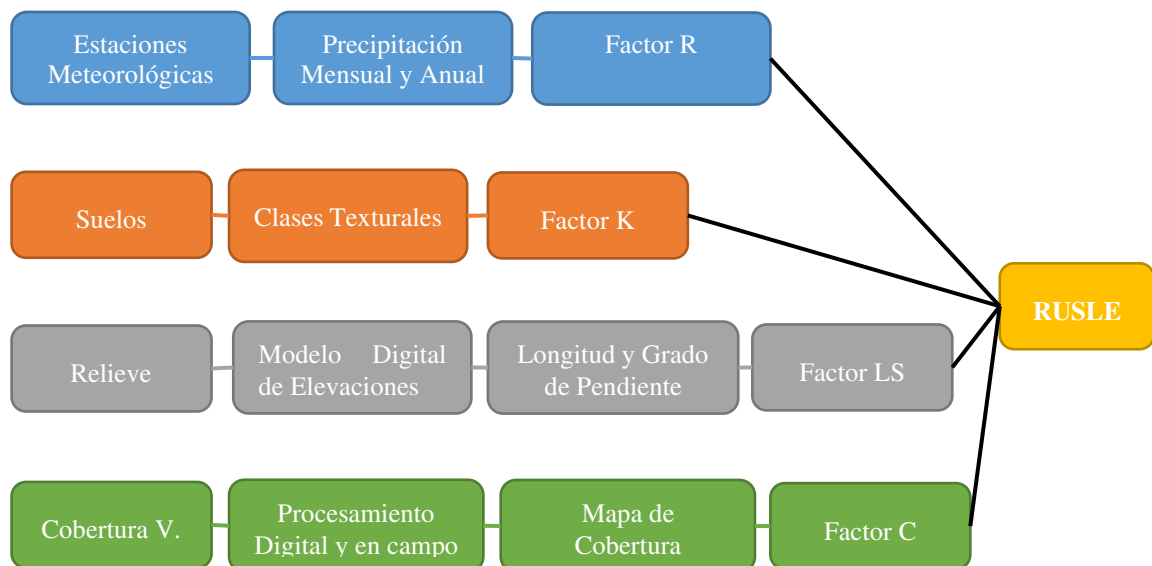 Estaciones
Meteorológicas
Precipitación
Mensual y Anual
Factor R
Suelos
Clases Texturales
Factor K
RUSLE
Relieve
Modelo Digital
de Elevaciones
Longitud y Grado
de Pendiente
Factor LS
Cobertura V.
Procesamiento
Digital y en campo
Mapa de
Cobertura
Factor C